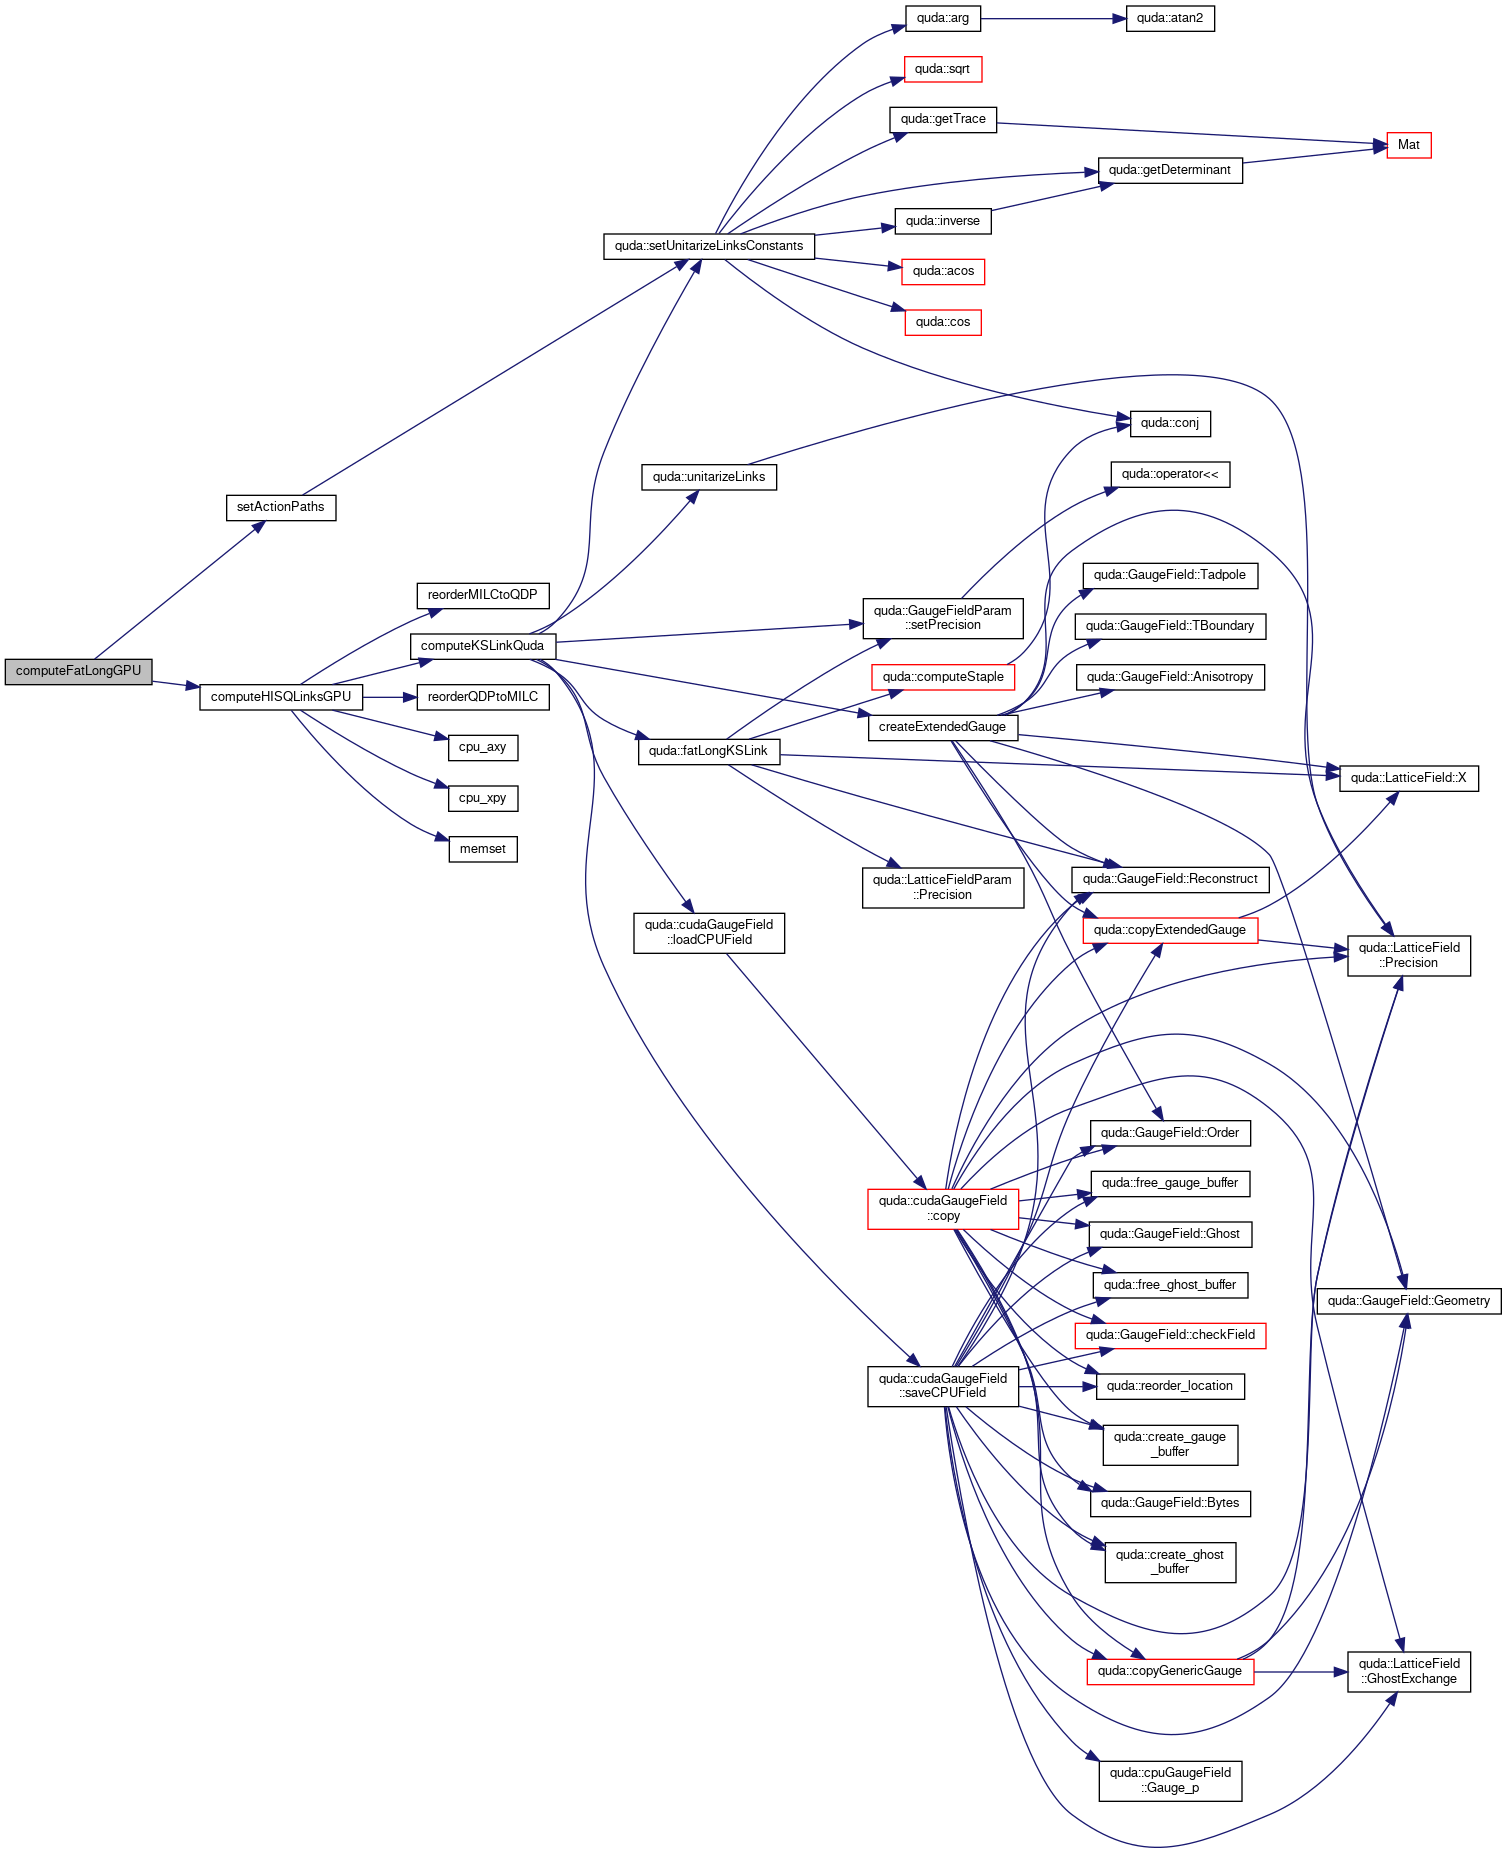 computeFatLongGPU
setActionPaths
computeHISQLinksGPU
reorderMILCtoQDP
computeKSLinkQuda
reorderQDPtoMILC
cpu_axy
cpu_xpy
memset
quda::setUnitarizeLinksConstants
quda::unitarizeLinks
quda::fatLongKSLink
quda::cudaGaugeField
::loadCPUField
quda::arg
quda::sqrt
quda::getTrace
quda::inverse
quda::acos
quda::cos
quda::GaugeFieldParam
::setPrecision
quda::computeStaple
createExtendedGauge
quda::LatticeFieldParam
::Precision
quda::cudaGaugeField
::copy
quda::cudaGaugeField
::saveCPUField
quda::atan2
quda::getDeterminant
quda::conj
quda::operator<<
quda::GaugeField::Tadpole
quda::GaugeField::TBoundary
quda::GaugeField::Anisotropy
quda::GaugeField::Reconstruct
quda::copyExtendedGauge
quda::GaugeField::Order
quda::free_gauge_buffer
quda::GaugeField::Ghost
quda::free_ghost_buffer
quda::GaugeField::checkField
quda::reorder_location
quda::create_gauge
_buffer
quda::GaugeField::Bytes
quda::create_ghost
_buffer
quda::copyGenericGauge
quda::cpuGaugeField
::Gauge_p
Mat
quda::LatticeField::X
quda::LatticeField
::Precision
quda::GaugeField::Geometry
quda::LatticeField
::GhostExchange